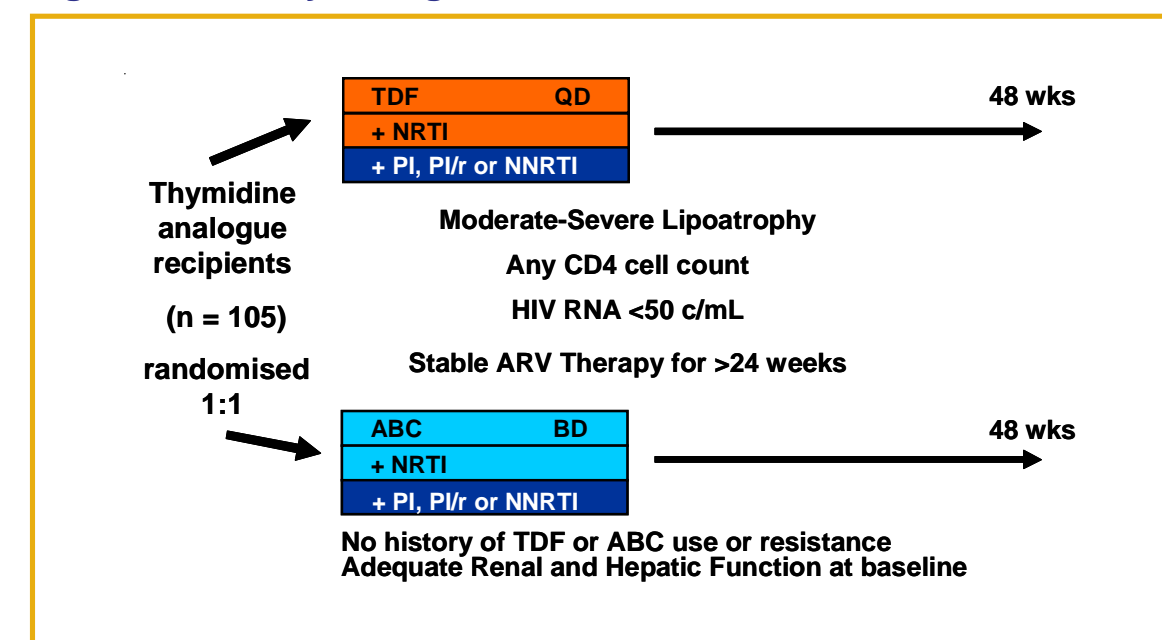 TDF QD
+ NRTI
+ PI, PI/r or NNRTI
48 wks
Thymidine
analogue
recipients
(n = 105)
randomised
1:1
Moderate-Severe Lipoatrophy
Any CD4 cell count
HIV RNA <50 c/mL
Stable ARV Therapy for >24 weeks
ABC BD
+ NRTI
+ PI, PI/r or NNRTI
48 wks
No history of TDF or ABC use or resistance
Adequate Renal and Hepatic Function at baseline